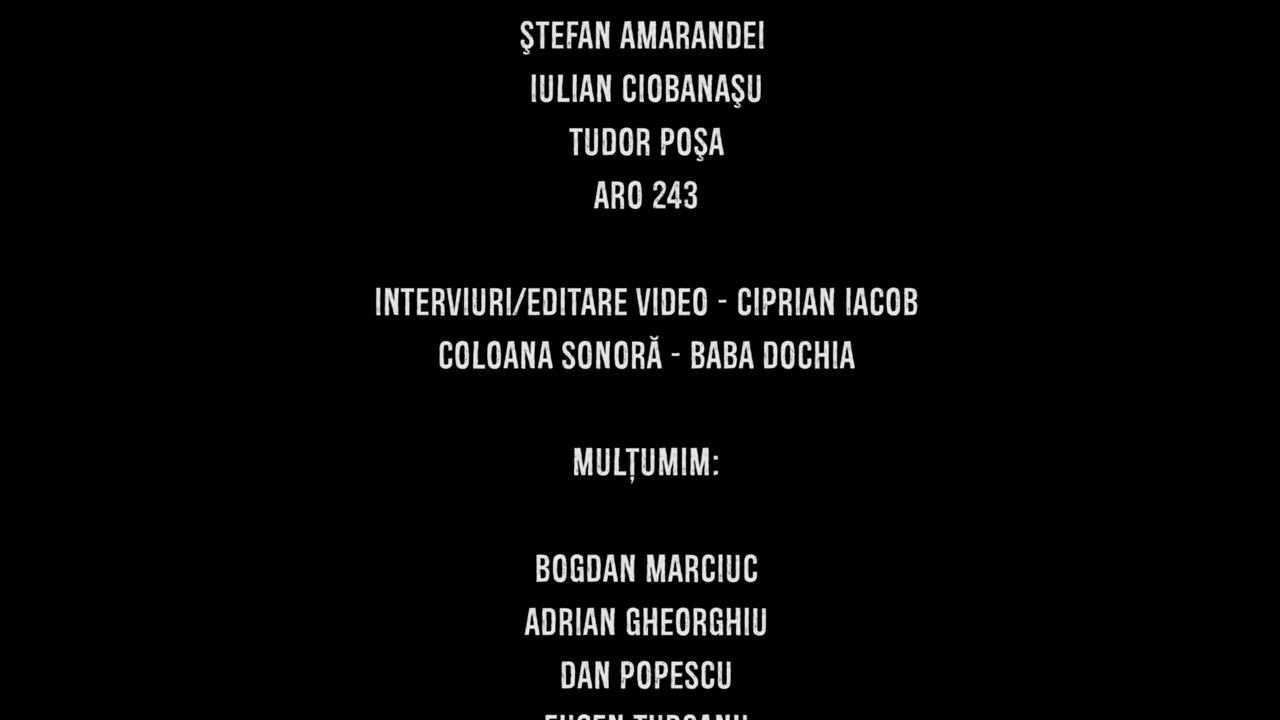 ŞTEFAN AMARANDEI
IULIAN CIOBANAŞU
TUDOR POŞA
ARO 243
INTERVIURI/EDITARE VIDEO - CIPRIAN IACOB
COLOANA SONORĂ - BABA DOCHIA
MULȚUMIM:
BOGDAN MARCIUC
ADRIAN GHEORGHIU
DAN POPESCU